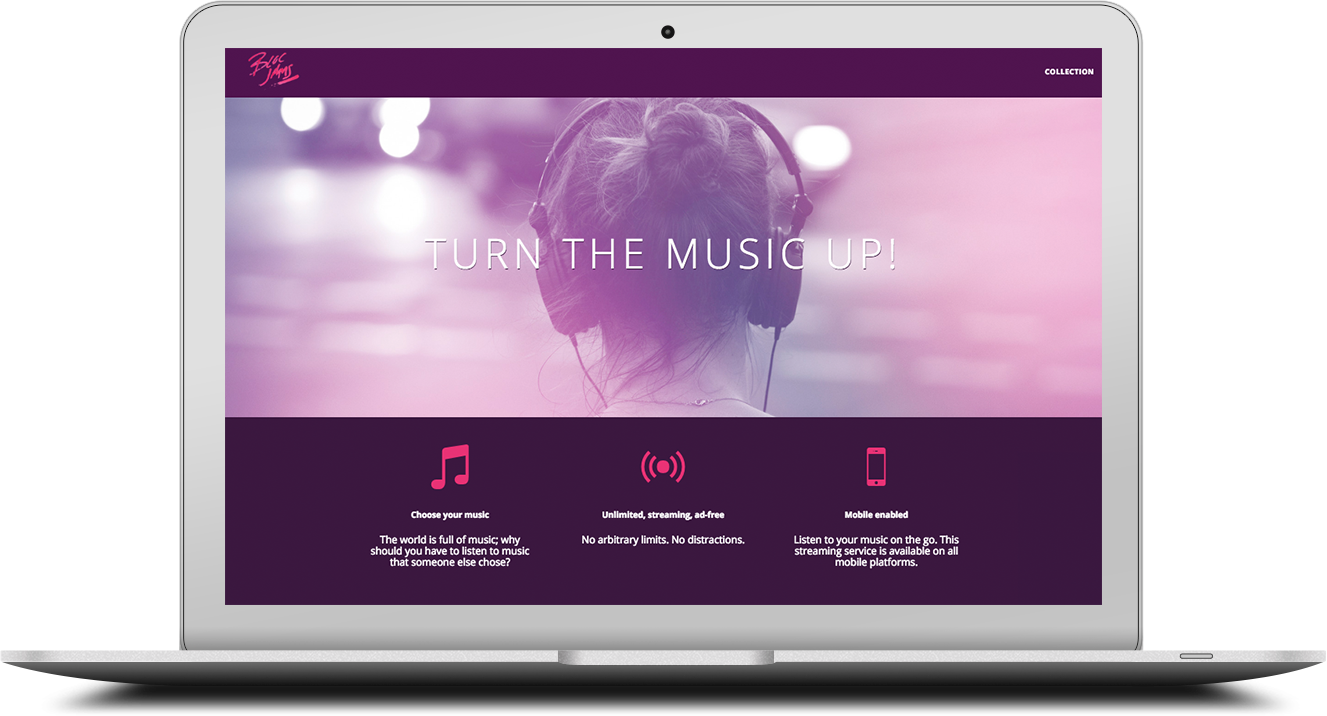 Bloc
Jams
COLLECTION
TURN THE MUSIC UP!
Choose your music
Unlimited, streaming, ad-free
Mobile enabled
The world is full of music; why
should you have to listen to music
that someone else chose?
No arbitrary limits. No distractions.
Listen to your music on the go. This
streaming service is available on all
mobile platforms.